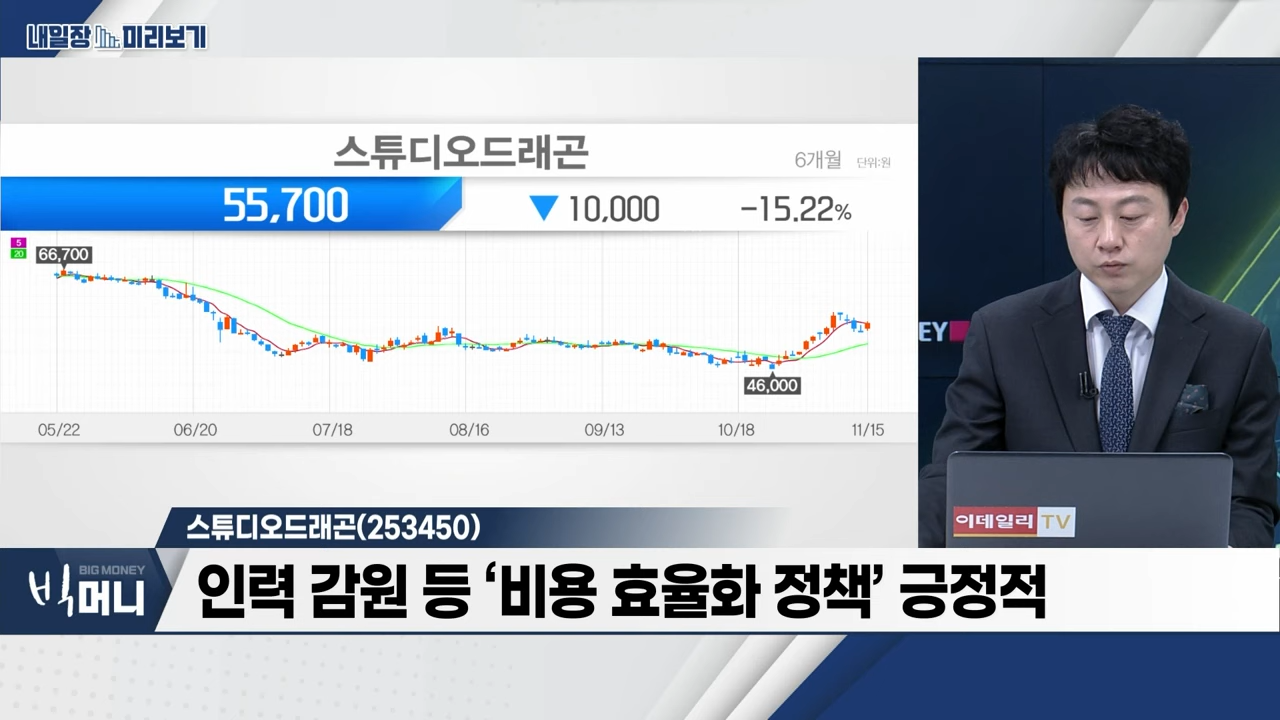 내일장 미리보기
스튜디오드래곤
6개월 단위:원
55,700 ▼10,000 -15.22%
5
20
66,700
46,000
05/22 06/20 07/18 08/16 09/13 10/18 11/15
EY
이데일리TV
스튜디오드래곤(253450)
BIG MONEY
빅머니
인력 감원 등 ‘비용 효율화 정책’ 긍정적